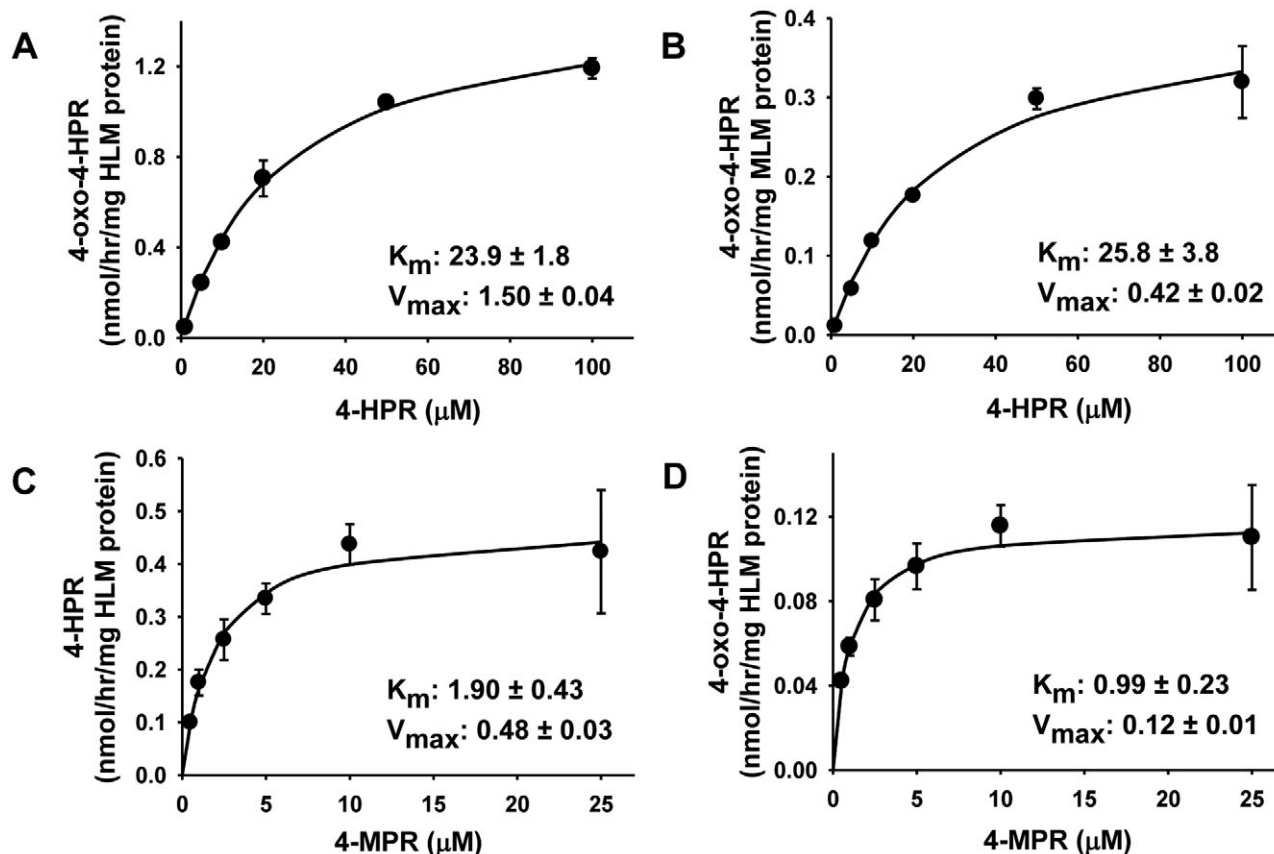 A
4-oxo-4-HPR
(nmol/hr/mg HLM protein)
1.2
0.8
0.4
0.0
Km: 23.9 ± 1.8
Vmax: 1.50 ± 0.04
0 20 40 60 80 100
4-HPR (μM)
B
4-oxo-4-HPR
(nmol/hr/mg MLM protein)
0.4
0.3
0.2
0.1
0.0
Km: 25.8 ± 3.8
Vmax: 0.42 ± 0.02
0 20 40 60 80 100
4-HPR (μM)
C
4-HPR
(nmol/hr/mg HLM protein)
0.6
0.5
0.4
0.3
0.2
0.1
0.0
Km: 1.90 ± 0.43
Vmax: 0.48 ± 0.03
0 5 10 15 20 25
4-MPR (μM)
D
4-oxo-4-HPR
(nmol/hr/mg HLM protein)
0.12
0.08
0.04
0.00
Km: 0.99 ± 0.23
Vmax: 0.12 ± 0.01
0 5 10 15 20 25
4-MPR (μM)